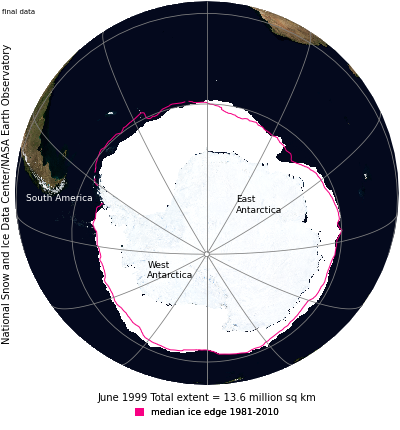 final data
National Snow and Ice Data Center/NASA Earth Observatory
South America
East
Antarctica
West
Antarctica
June 1999 Total extent = 13.6 million sq km
median ice edge 1981-2010